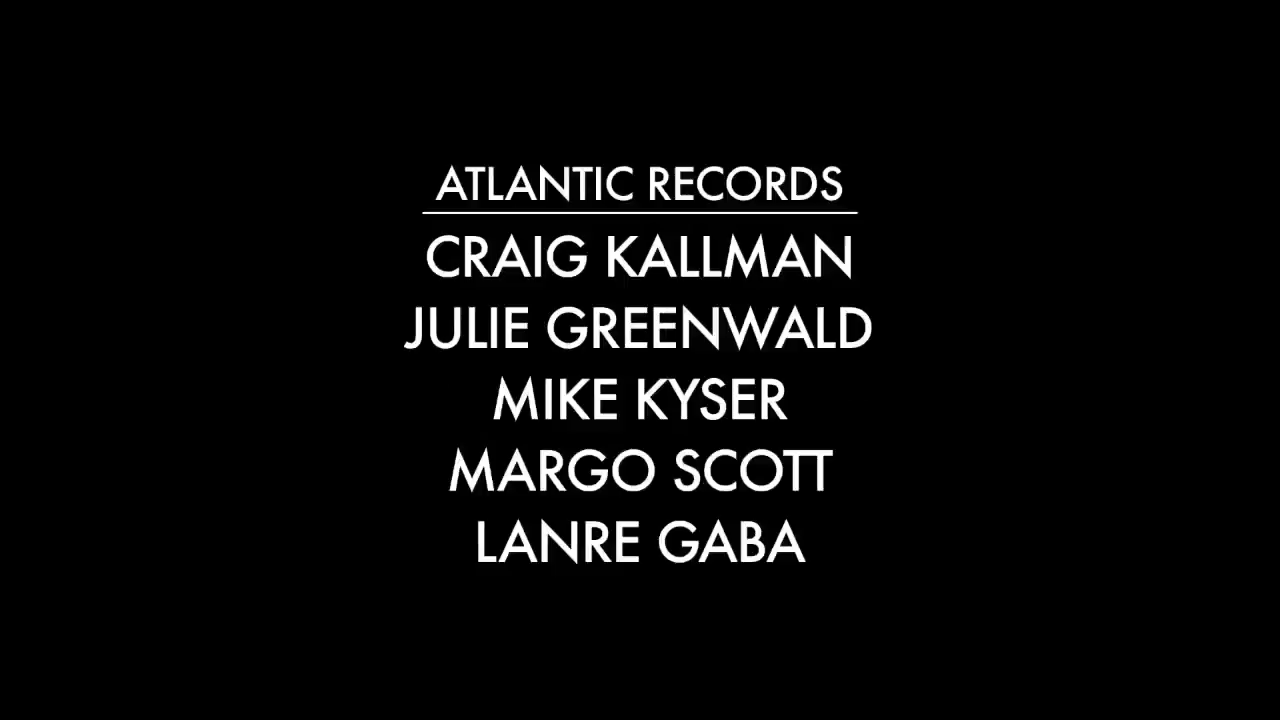 ATLANTIC RECORDS
CRAIG KALLMAN
JULIE GREENWALD
MIKE KYSER
MARGO SCOTT
LANRE GABA